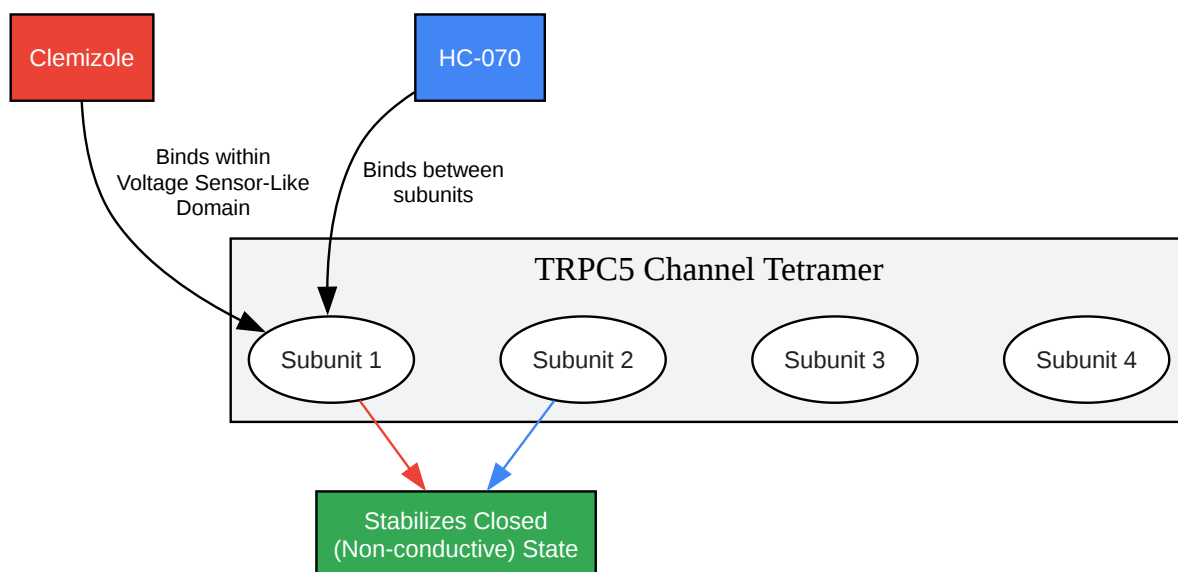 Clemizole
HC-070
Binds within
Voltage Sensor-Like
Domain
Binds between
subunits
TRPC5 Channel Tetramer
Subunit 1
Subunit 2
Subunit 3
Subunit 4
Stabilizes Closed
(Non-conductive) State